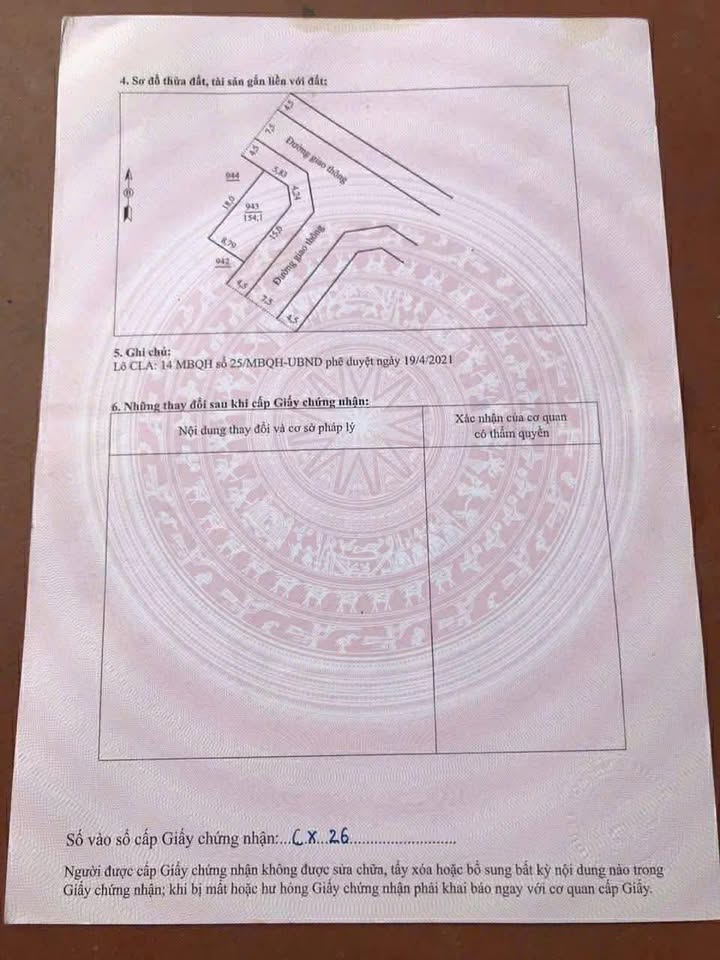 4. Sơ đồ thửa đất, tài sản gắn liền với đất:
4,5
7,5
4,5
Đường giao thông
5,83
4,24
944
18,0
943
154,1
15,0
8,79
942
Đường giao thông
4,5
7,5
4,5
5. Ghi chú:
Lô CLA: 14 MBQH số 25/MBQH-UBND phê duyệt ngày 19/4/2021
6. Những thay đổi sau khi cấp Giấy chứng nhận:
Nội dung thay đổi và cơ sở pháp lý
Xác nhận của cơ quan
có thẩm quyền
Số vào sổ cấp Giấy chứng nhận:...CX...26........................
Người được cấp Giấy chứng nhận không được sửa chữa, tẩy xóa hoặc bổ sung bất kỳ nội dung nào trong
Giấy chứng nhận; khi bị mất hoặc hư hỏng Giấy chứng nhận phải khai báo ngay với cơ quan cấp Giấy.